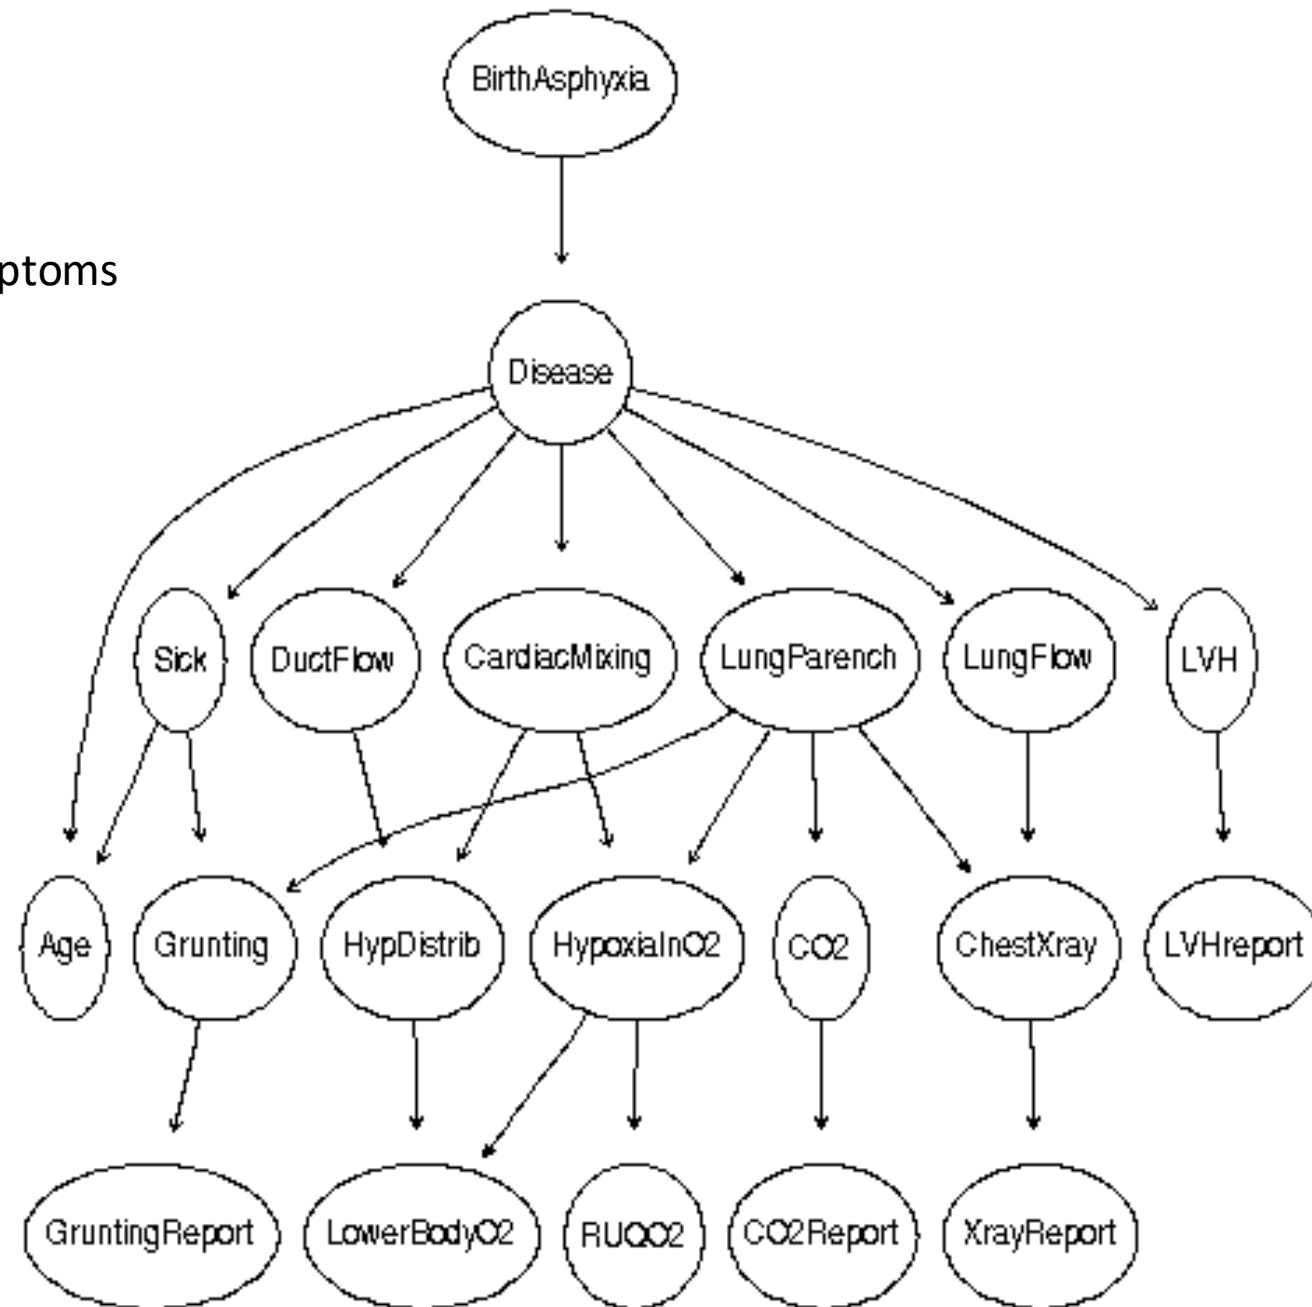 BirthAsphyxia
ptoms
Disease
Sick DuctFlow CardiacMixing LungParench LungFlow LVH
Age Grunting HypDistrib HypoxiaInO2 CO2 ChestXray LVHreport
GruntingReport LowerBodyO2 RUQO2 CO2Report XrayReport